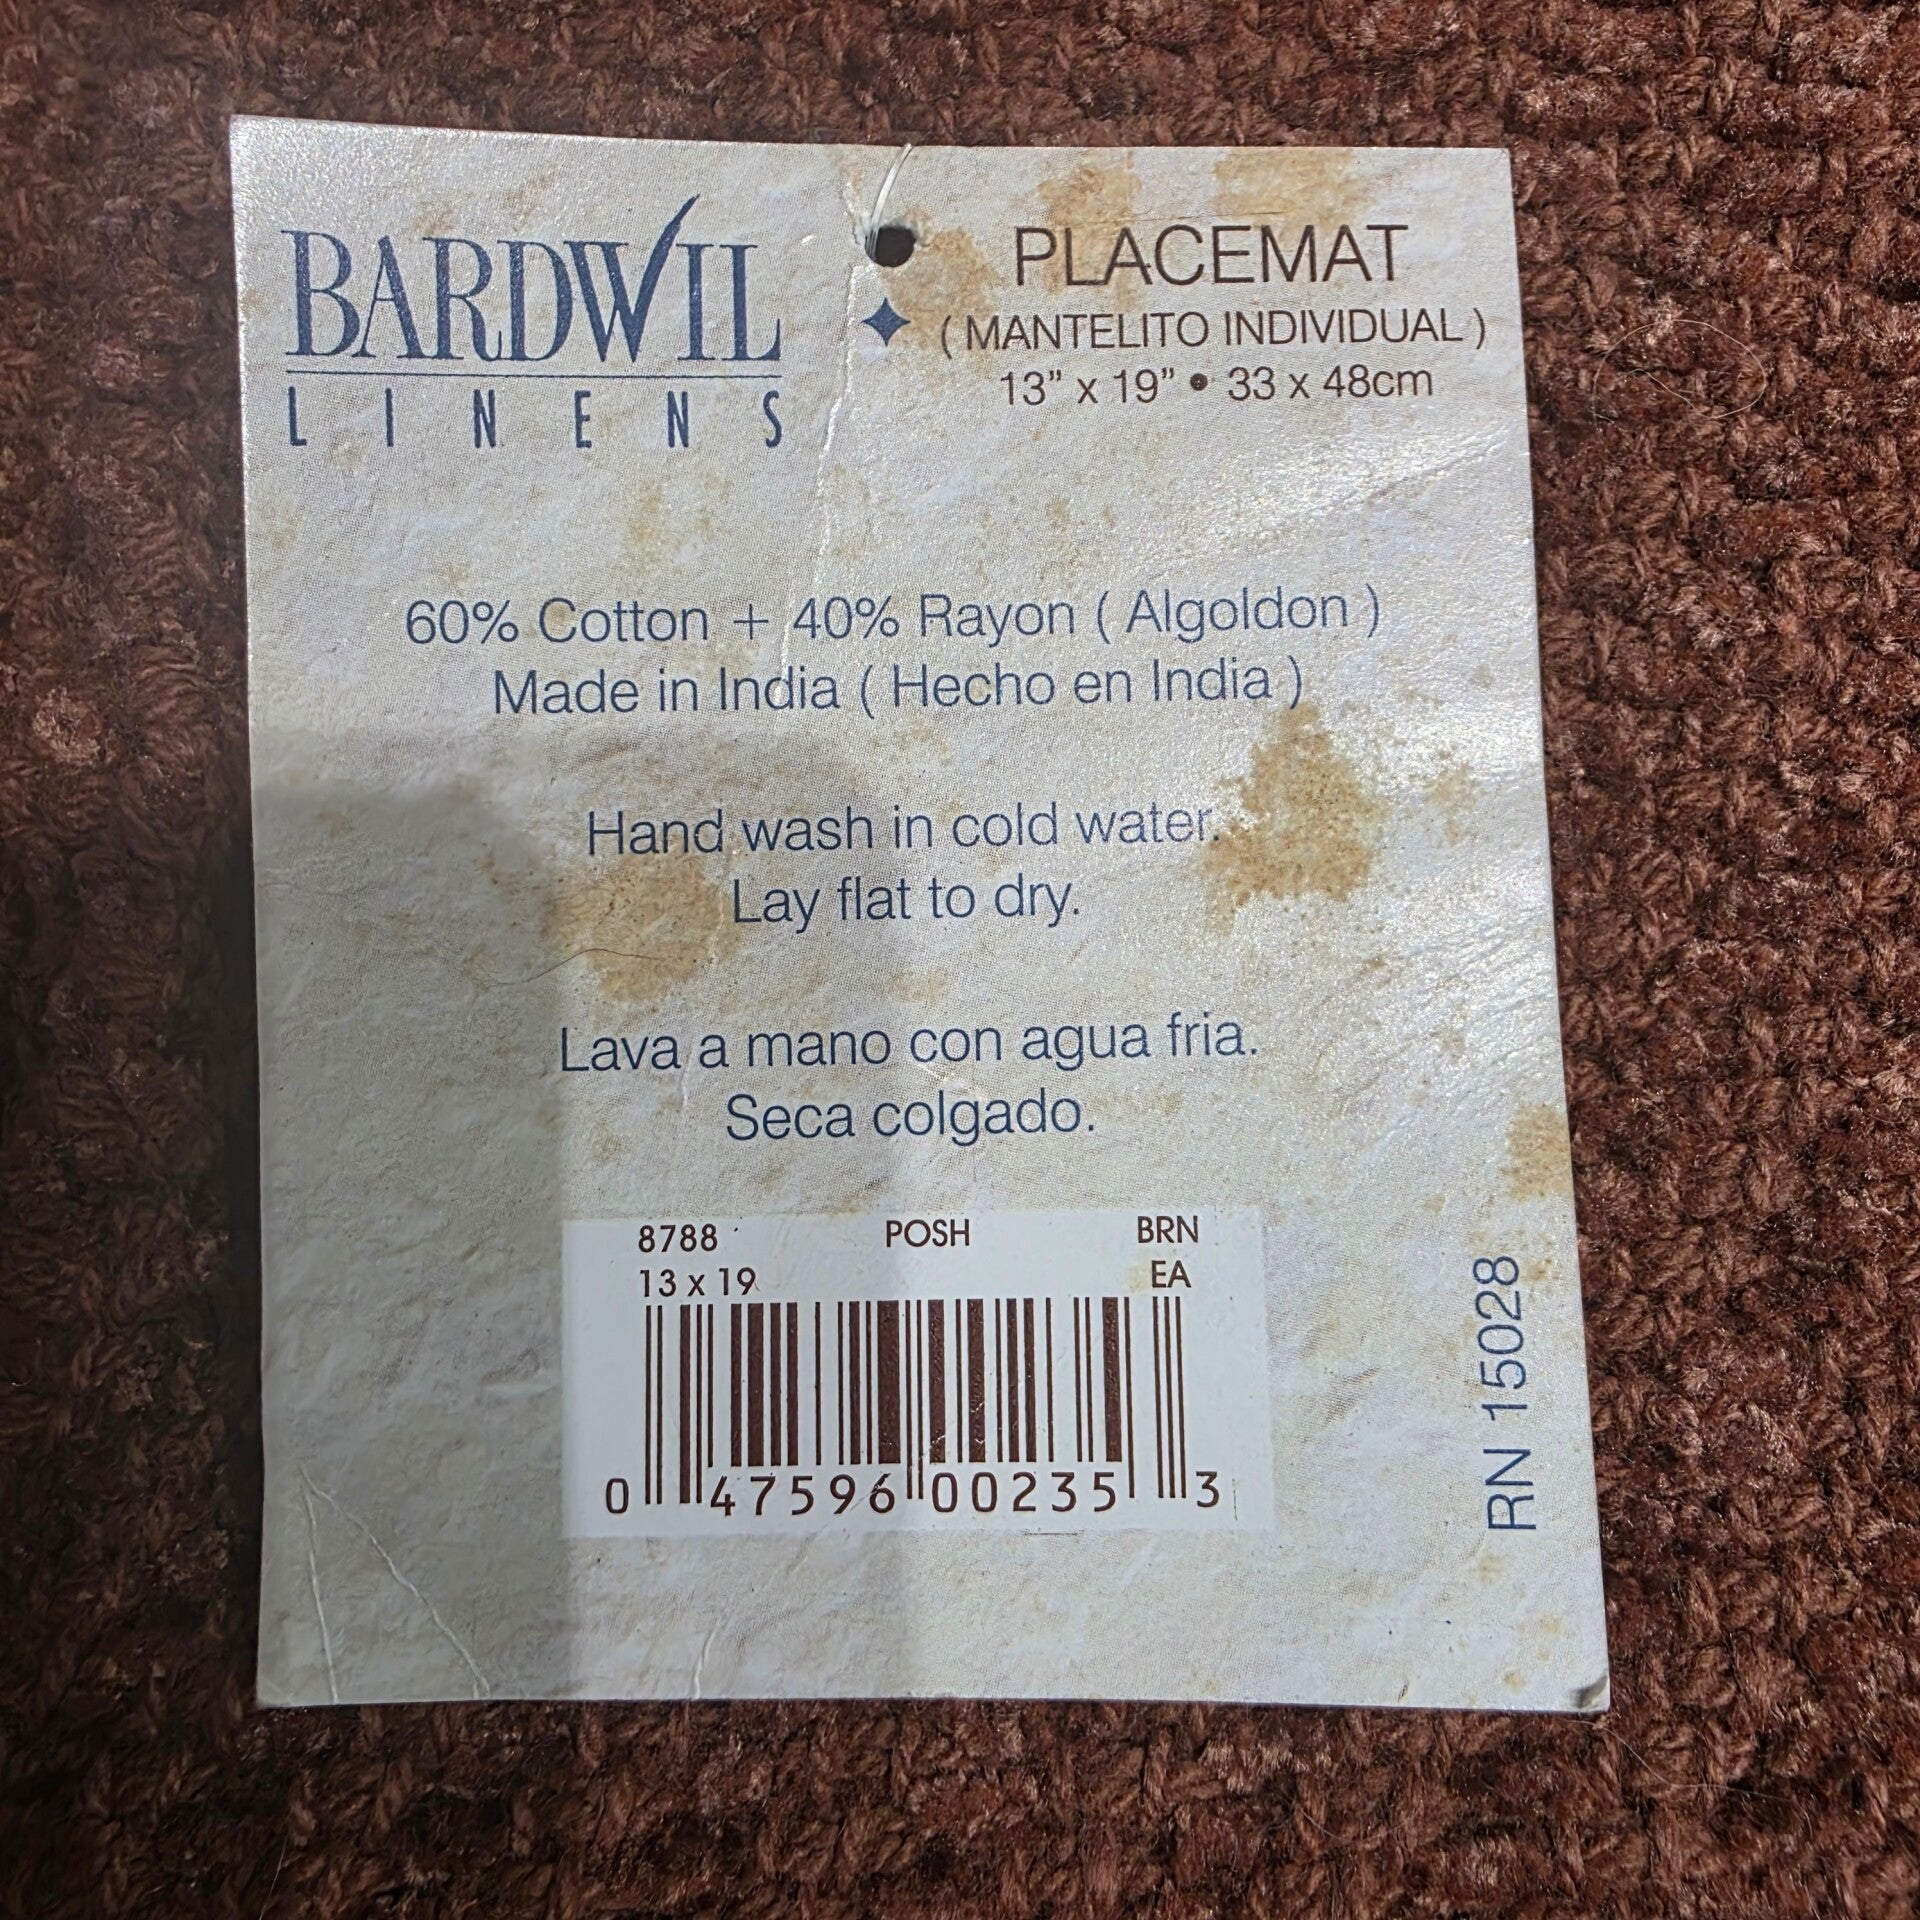 BARDWIL
LINENS
PLACEMAT
( MANTELITO INDIVIDUAL )
13” x 19” • 33 x 48cm
60% Cotton + 40% Rayon ( Algoldon )
Made in India ( Hecho en India )
Hand wash in cold water.
Lay flat to dry.
Lava a mano con agua fria.
Seca colgado.
8788 POSH BRN
13 x 19 EA
0 47596 00235 3
RN 15028